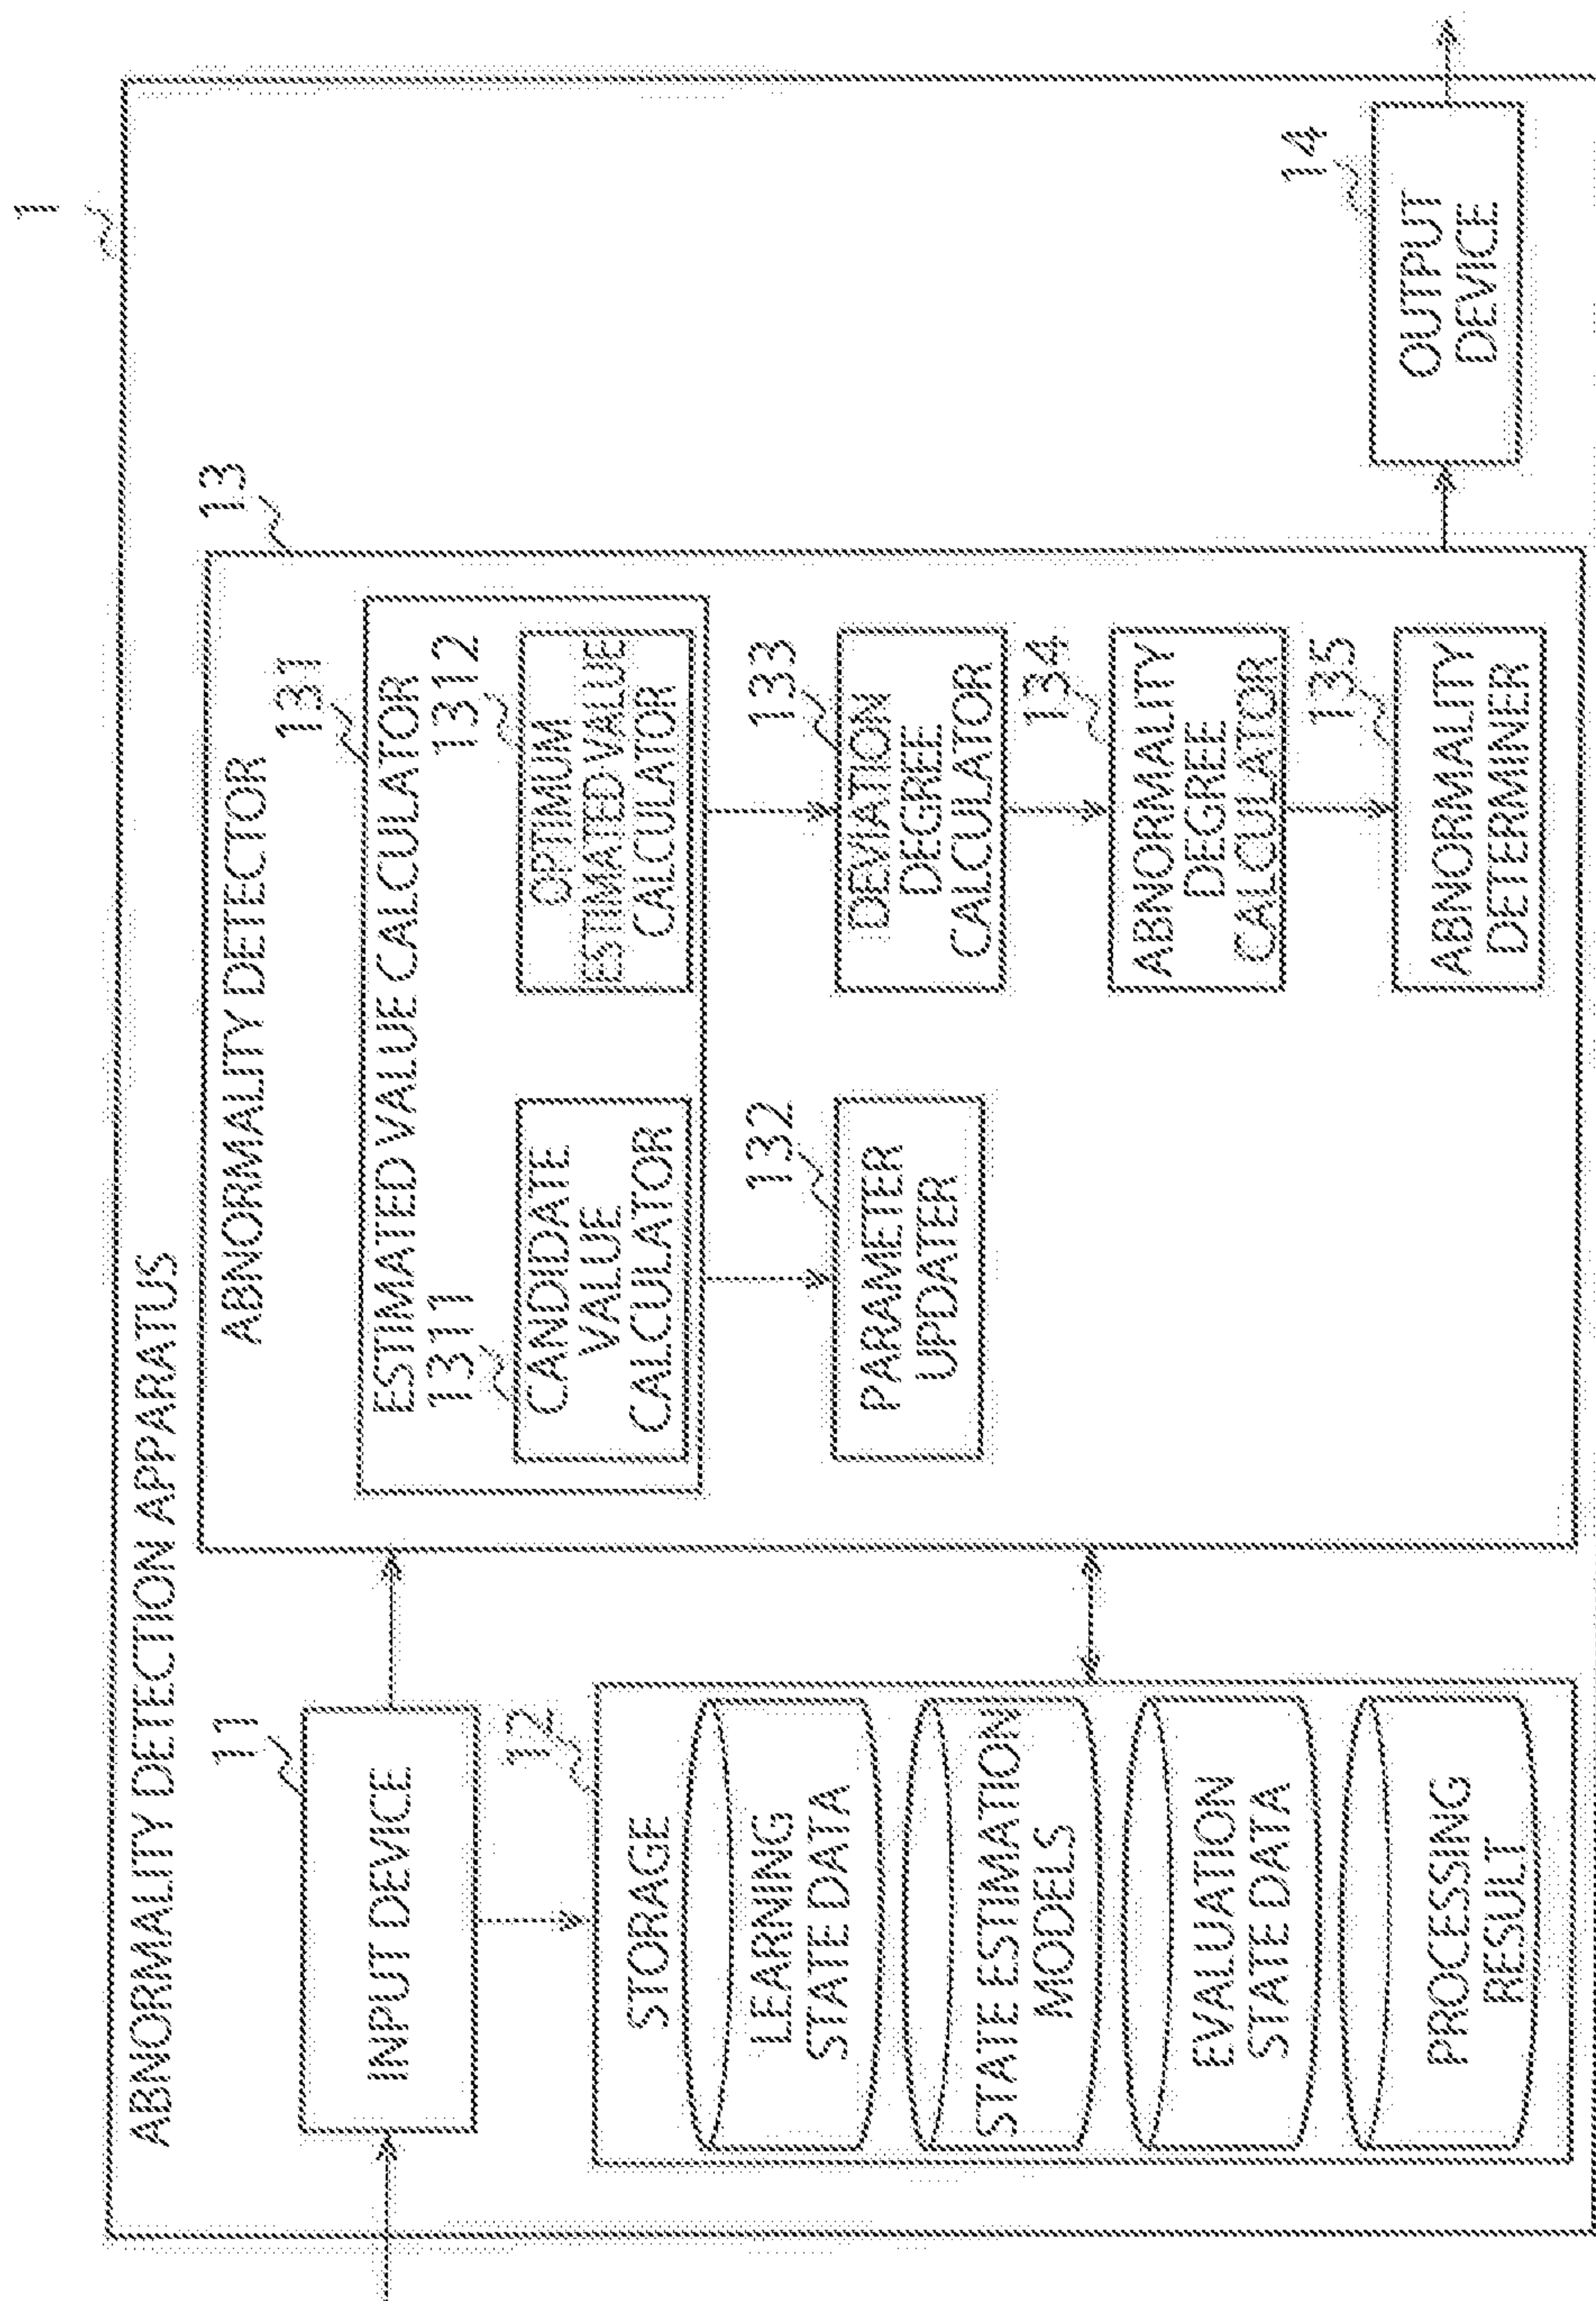 1
ABNORMALITY DETECTION APPARATUS
11
INPUT DEVICE
12
STORAGE
LEARNING
STATE DATA
STATE ESTIMATION
MODELS
EVALUATION
STATE DATA
PROCESSING
RESULT
13
ABNORMALITY DETECTOR
131
ESTIMATED VALUE CALCULATOR
1311
CANDIDATE
VALUE
CALCULATOR
1312
OPTIMUM
ESTIMATED VALUE
CALCULATOR
132
PARAMETER
UPDATER
133
DEVIATION
DEGREE
CALCULATOR
134
ABNORMALITY
DEGREE
CALCULATOR
135
ABNORMALITY
DETERMINER
14
OUTPUT
DEVICE